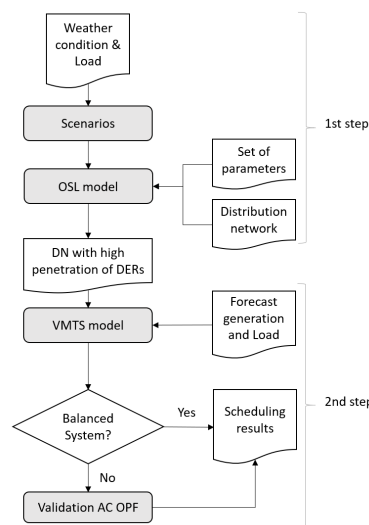 Weather
condition &
Load
1st step
Scenarios
Set of
parameters
OSL model
Distribution
network
DN with high
penetration of DERs
Forecast
generation
and Load
VMTS model
Balanced
System?
Yes
Scheduling
results
2nd step
No
Validation AC OPF